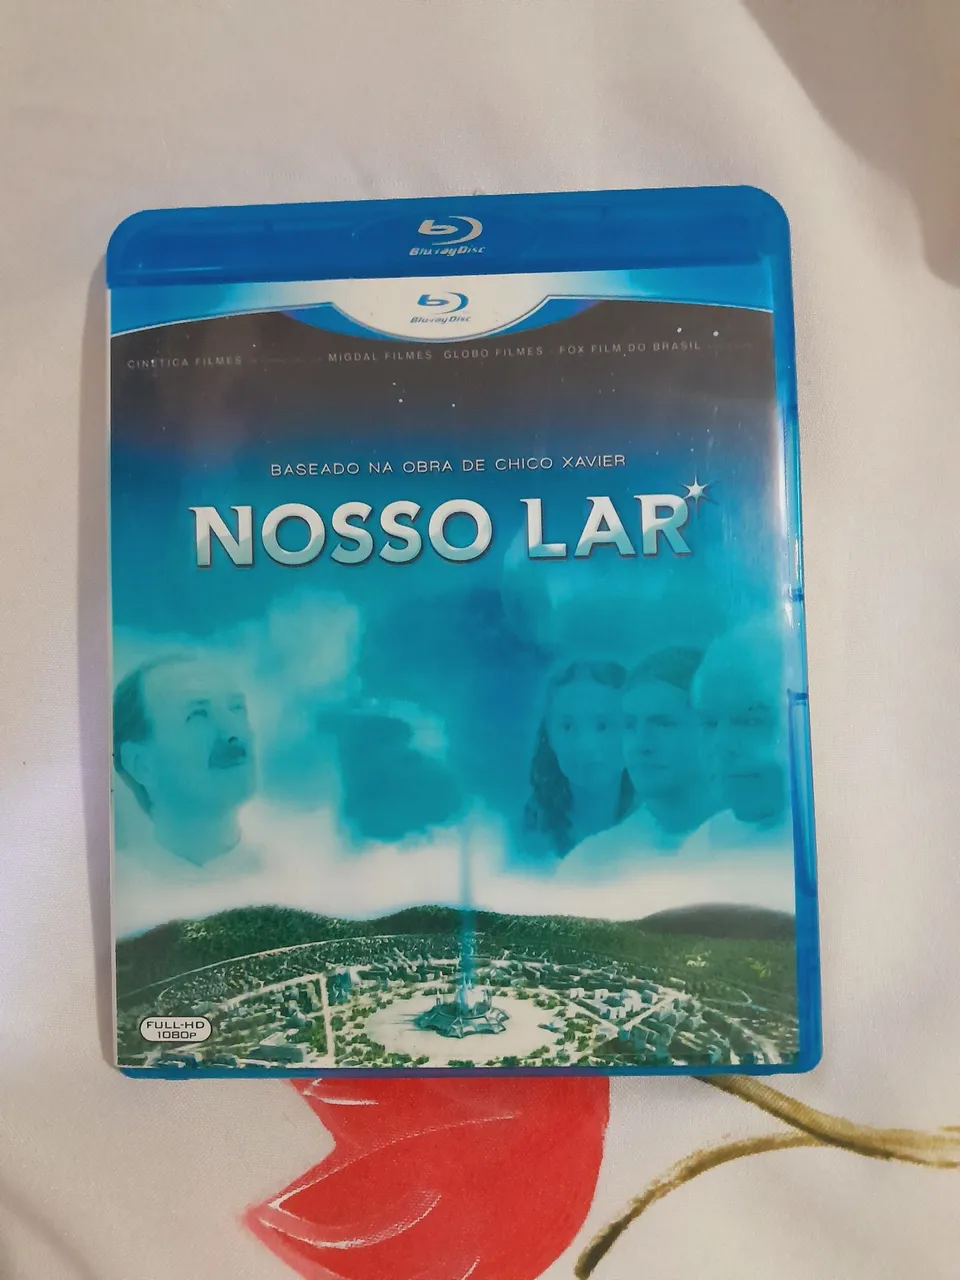 Blu-ray Disc
Blu-ray Disc
CINÉTICA FILMES MIGDAL FILMES GLOBO FILMES FOX FILM DO BRASIL
BASEADO NA OBRA DE CHICO XAVIER
NOSSO LAR
FULL-HD
1080P